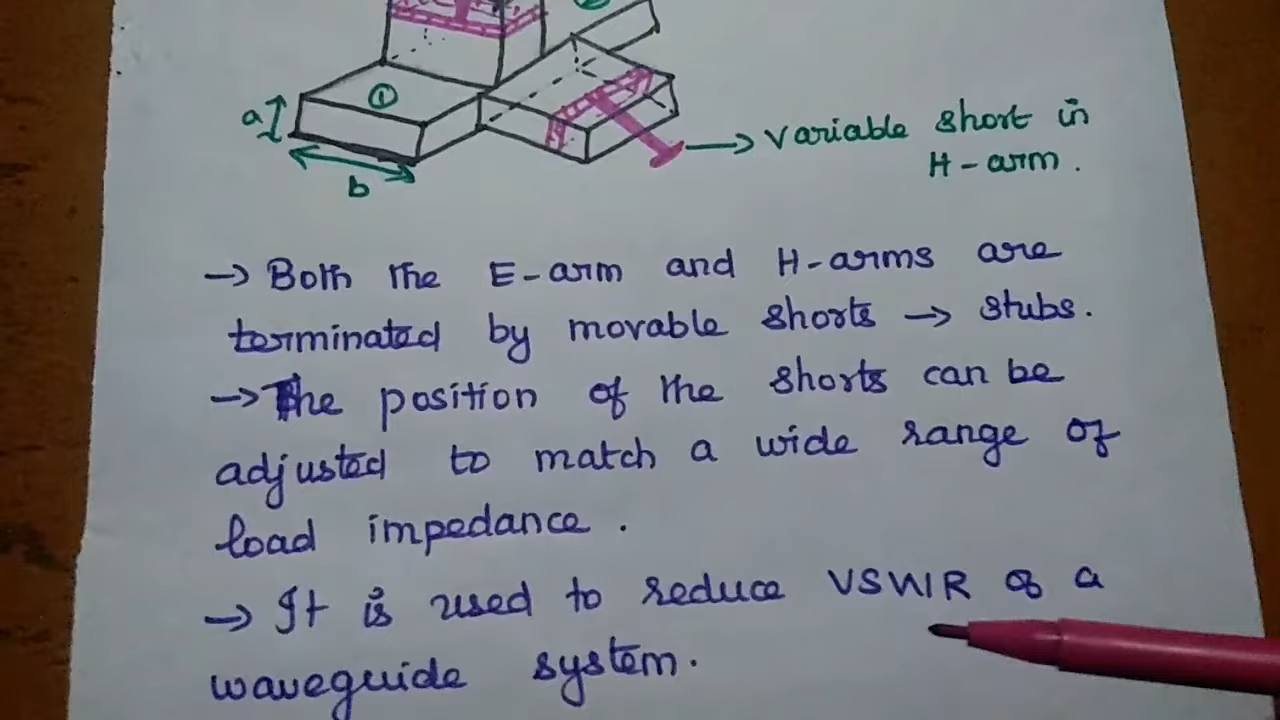 ②
①
a
b
→ Variable short in
H-arm.
→ Both the E-arm and H-arms are
terminated by movable shorts → stubs.
→ The position of the shorts can be
adjusted to match a wide range of
load impedance.
→ It is used to reduce VSWR of a
waveguide system.